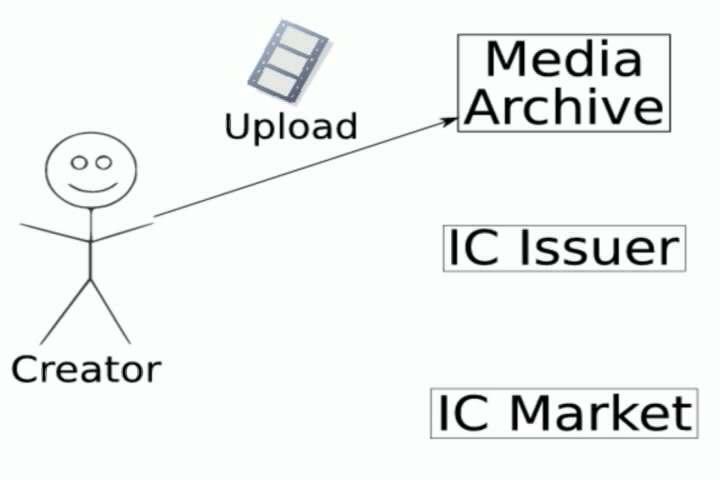 Media
Archive
Upload
IC Issuer
Creator
IC Market